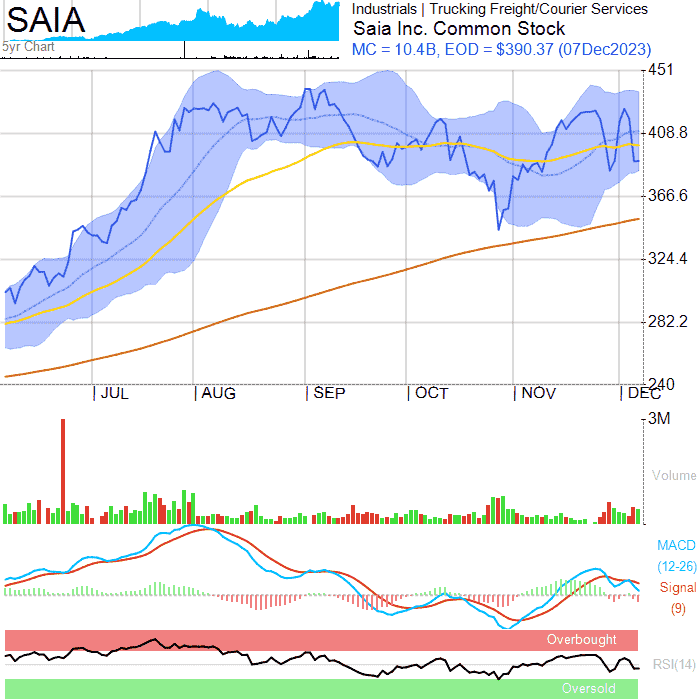 SAIA
5yr Chart
Industrials | Trucking Freight/Courier Services
Saia Inc. Common Stock
MC = 10.4B, EOD = $390.37 (07Dec2023)
451
408.8
366.6
324.4
282.2
240
| JUL | AUG | SEP | OCT | NOV | DEC
3M
Volume
MACD
(12-26)
Signal
(9)
Overbought
RSI(14)
Oversold